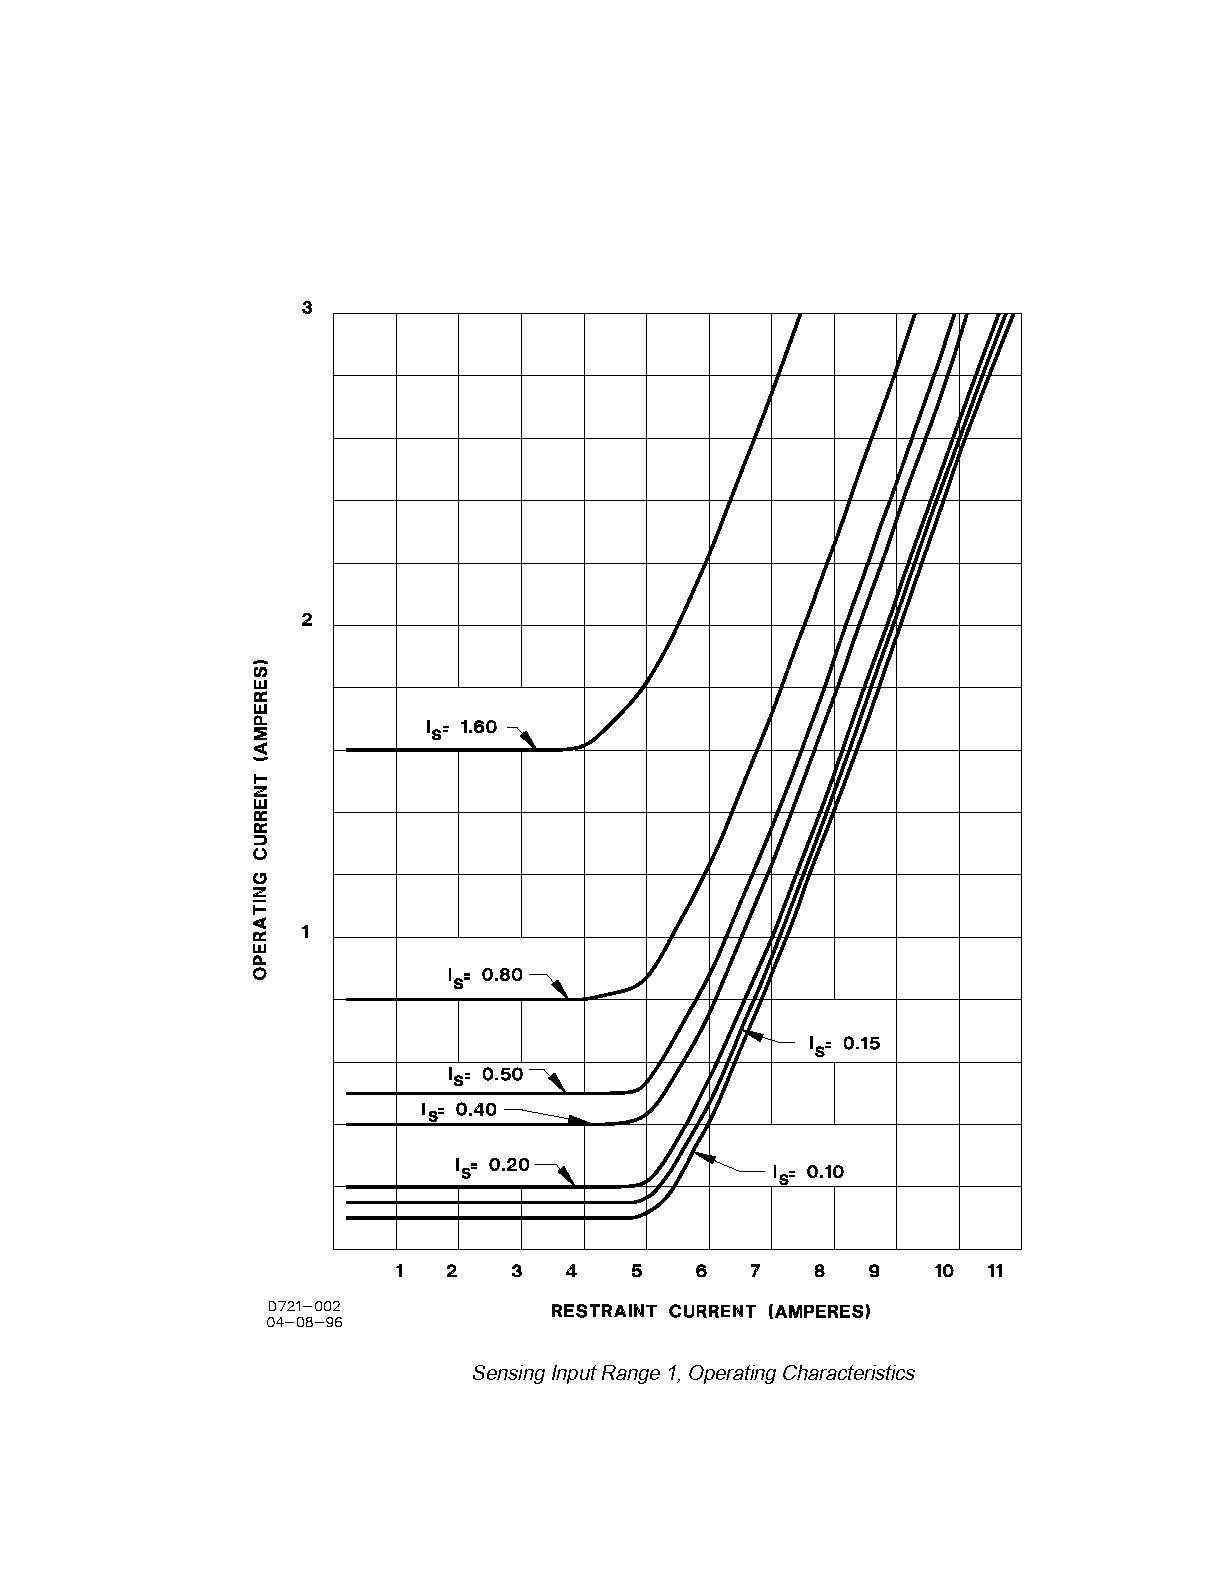 3
2
1
OPERATING CURRENT (AMPERES)
IS= 1.60
IS= 0.80
IS= 0.50
IS= 0.40
IS= 0.20
IS= 0.15
IS= 0.10
1 2 3 4 5 6 7 8 9 10 11
RESTRAINT CURRENT (AMPERES)
D721-002
04-08-96
Sensing Input Range 1, Operating Characteristics